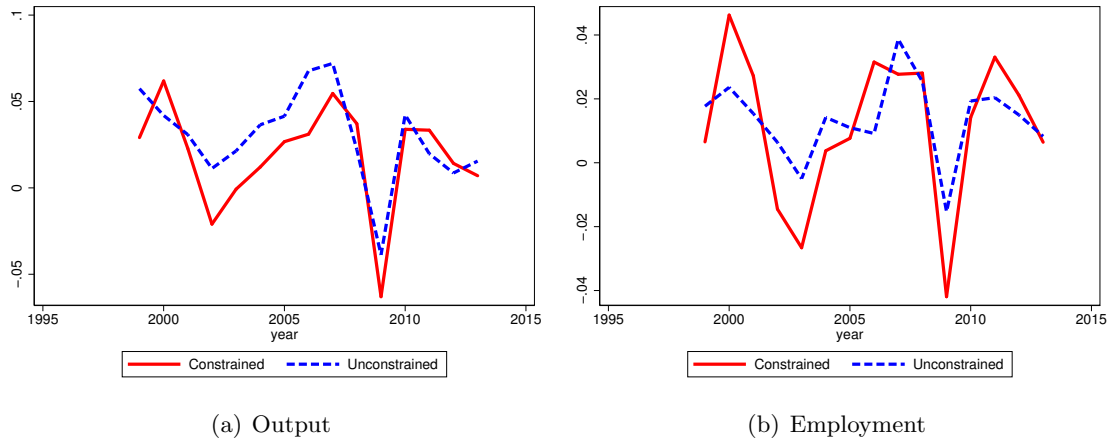 .1
.05
0
-.05
1995 2000 2005 2010 2015
year
Constrained Unconstrained
(a) Output
.04
.02
0
-.02
-.04
1995 2000 2005 2010 2015
year
Constrained Unconstrained
(b) Employment